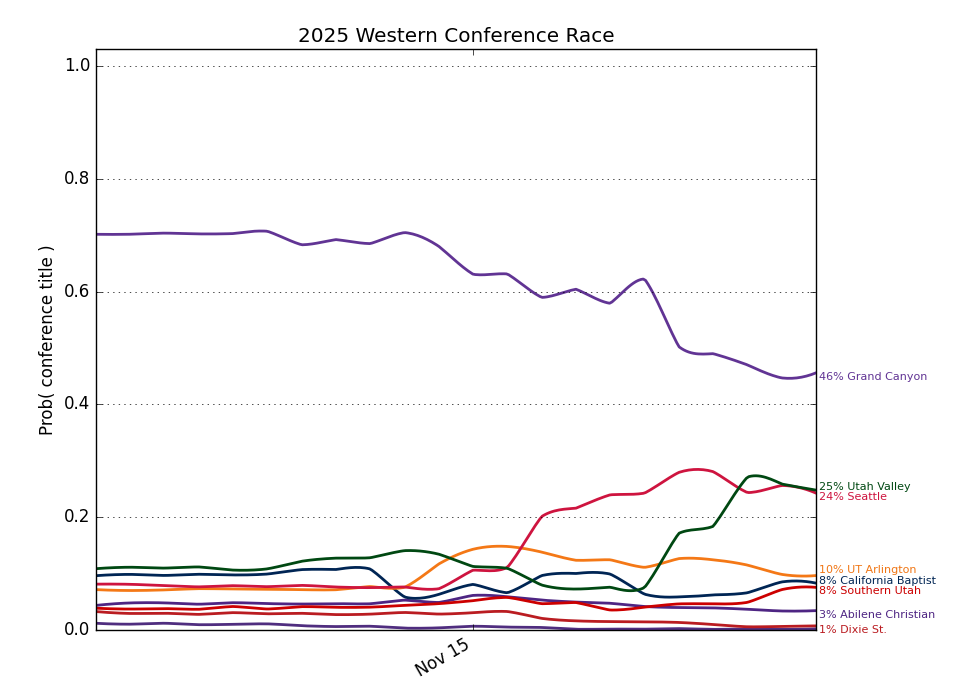 2025 Western Conference Race
1.0
0.8
0.6
0.4
0.2
0.0
Prob( conference title )
Nov 15
46% Grand Canyon
25% Utah Valley
24% Seattle
10% UT Arlington
8% California Baptist
8% Southern Utah
3% Abilene Christian
1% Dixie St.